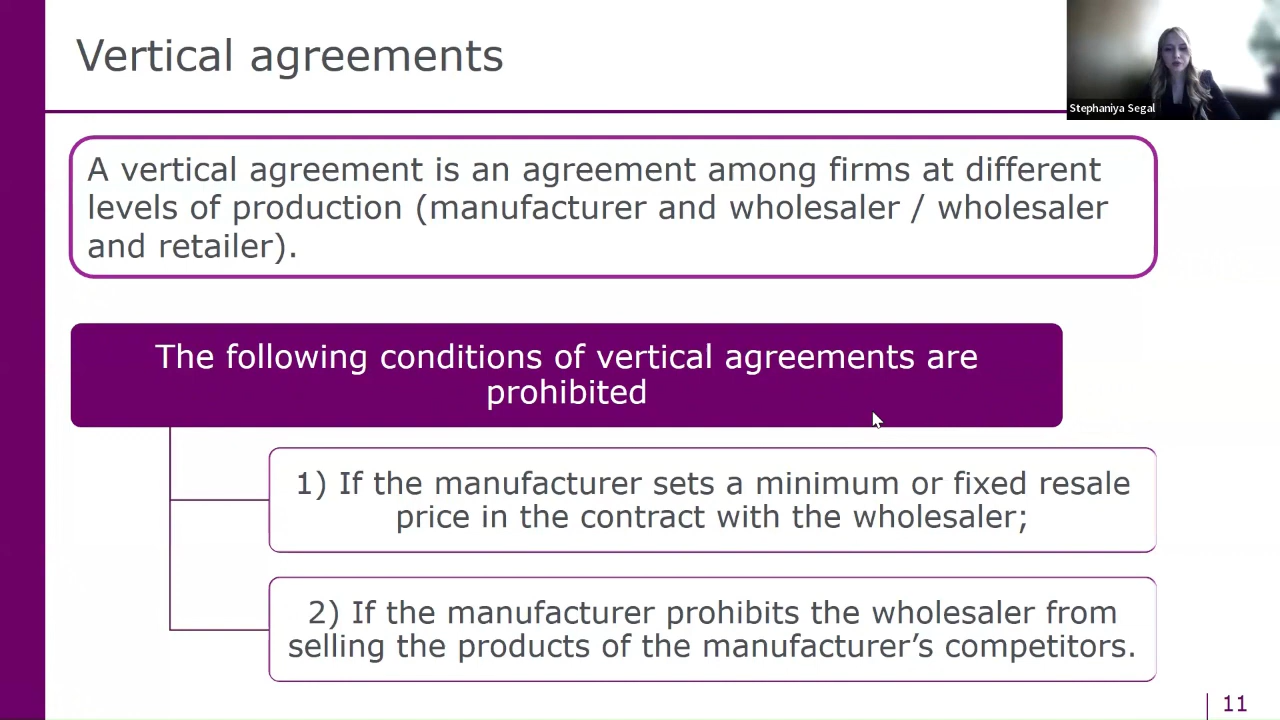 Vertical agreements
Stephaniya Segal
A vertical agreement is an agreement among firms at different
levels of production (manufacturer and wholesaler / wholesaler
and retailer).
The following conditions of vertical agreements are
prohibited
1) If the manufacturer sets a minimum or fixed resale
price in the contract with the wholesaler;
2) If the manufacturer prohibits the wholesaler from
selling the products of the manufacturer’s competitors.
11